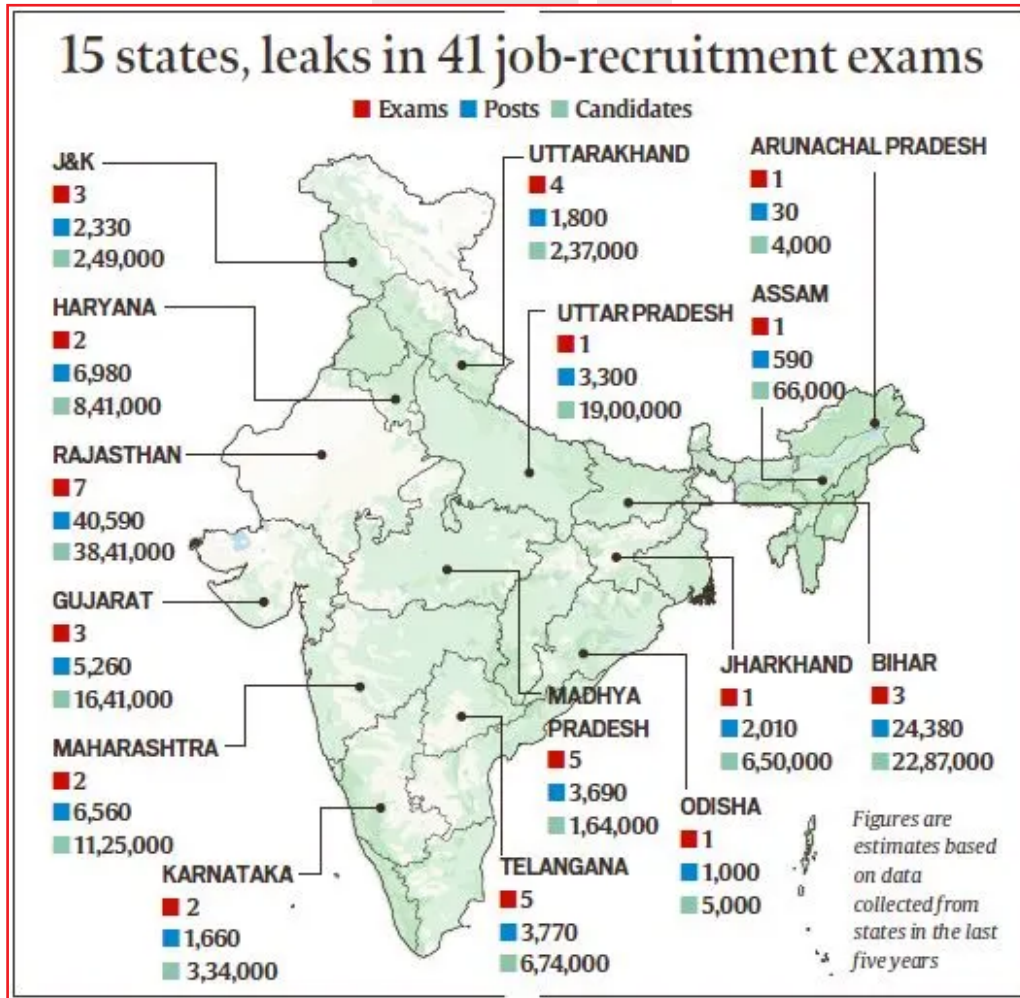 15 states, leaks in 41 job-recruitment exams
Exams Posts Candidates
J&K
3
2,330
2,49,000
UTTARAKHAND
4
1,800
2,37,000
ARUNACHAL PRADESH
1
30
4,000
HARYANA
2
6,980
8,41,000
UTTAR PRADESH
1
3,300
19,00,000
ASSAM
1
590
66,000
RAJASTHAN
7
40,590
38,41,000
GUJARAT
3
5,260
16,41,000
MAHARASHTRA
2
6,560
11,25,000
KARNATAKA
2
1,660
3,34,000
TELANGANA
5
3,770
6,74,000
MADHYA
PRADESH
5
3,690
1,64,000
ODISHA
1
1,000
5,000
JHARKHAND
1
2,010
6,50,000
BIHAR
3
24,380
22,87,000
Figures are
estimates based
on data
collected from
states in the last
five years